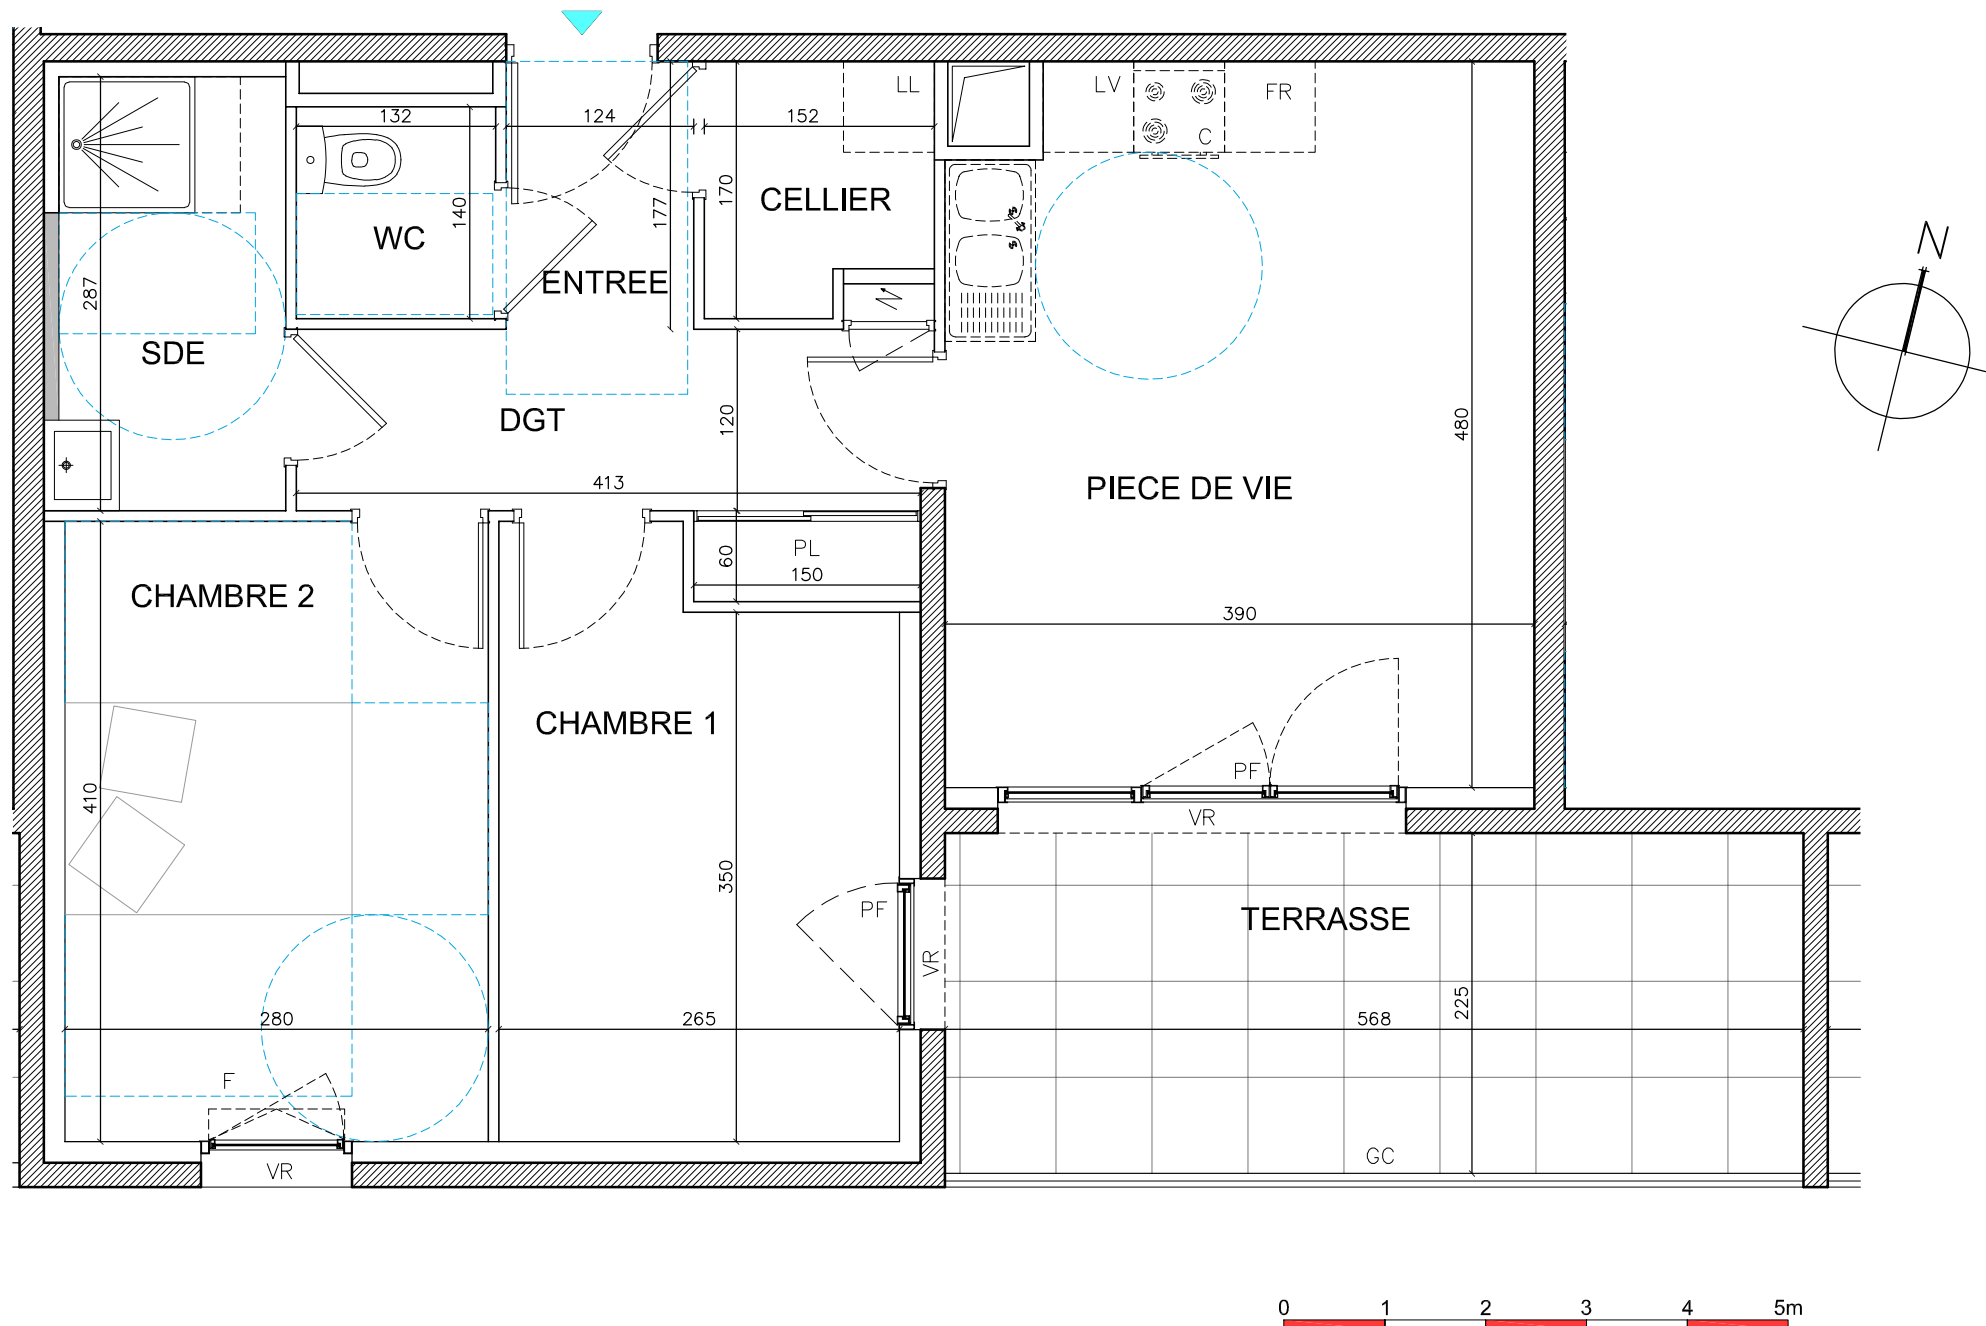 LL
LV
FR
C
132
124
152
170
177
140
CELLIER
WC
ENTREE
287
SDE
N
DGT
120
480
413
PIECE DE VIE
PL
60
150
CHAMBRE 2
390
CHAMBRE 1
PF
VR
410
350
PF
VR
TERRASSE
225
280
265
568
F
VR
GC
0 1 2 3 4 5m